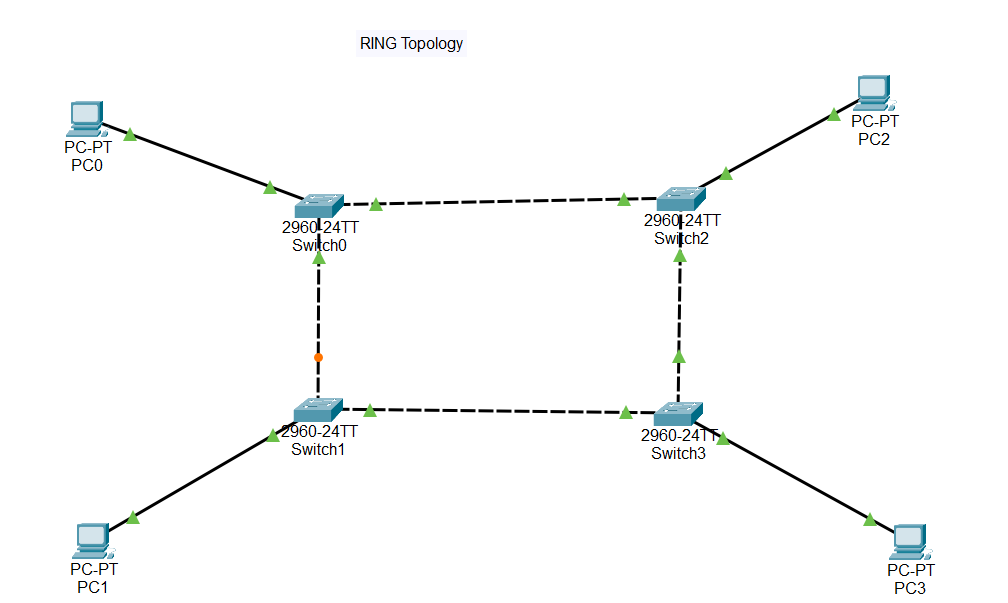 RING Topology
PC-PT
PC0
PC-PT
PC2
2960-24TT
Switch0
2960-24TT
Switch2
2960-24TT
Switch1
2960-24TT
Switch3
PC-PT
PC1
PC-PT
PC3